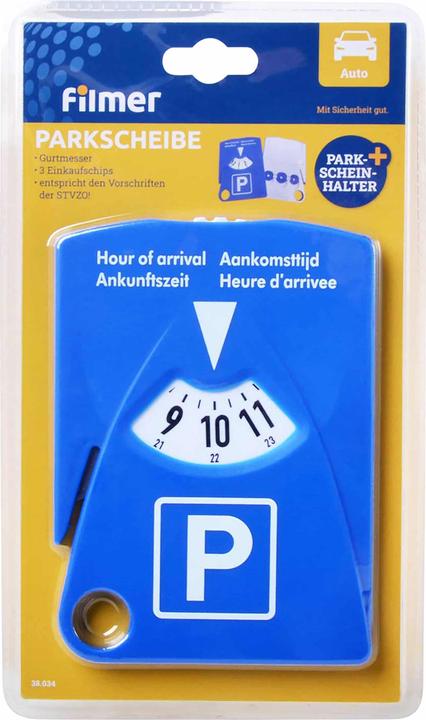 Auto
filmer
Mit Sicherheit gut.
PARKSCHEIBE
· Gurtmesser
· 3 Einkaufschips
· entspricht den Vorschriften
der STVZO!
PARK-
SCHEIN-
HALTER
+
P
Hour of arrival Aankomsttijd
Ankunftszeit Heure d'arrivee
9 10 11
21 22 23
P
38.034